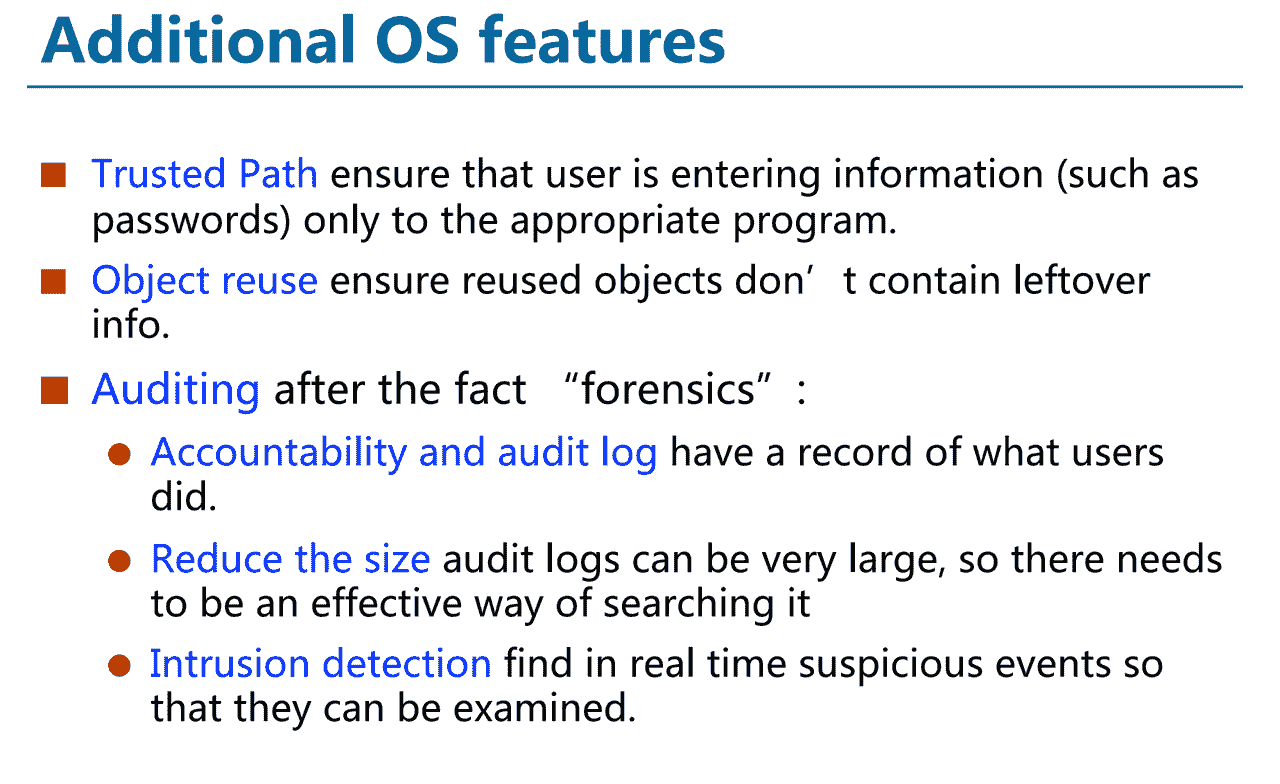 Additional OS features
Trusted Path ensure that user is entering information (such as
passwords) only to the appropriate program.
Object reuse ensure reused objects don’ t contain leftover
info.
Auditing after the fact “forensics” :
Accountability and audit log have a record of what users
did.
Reduce the size audit logs can be very large, so there needs
to be an effective way of searching it
Intrusion detection find in real time suspicious events so
that they can be examined.